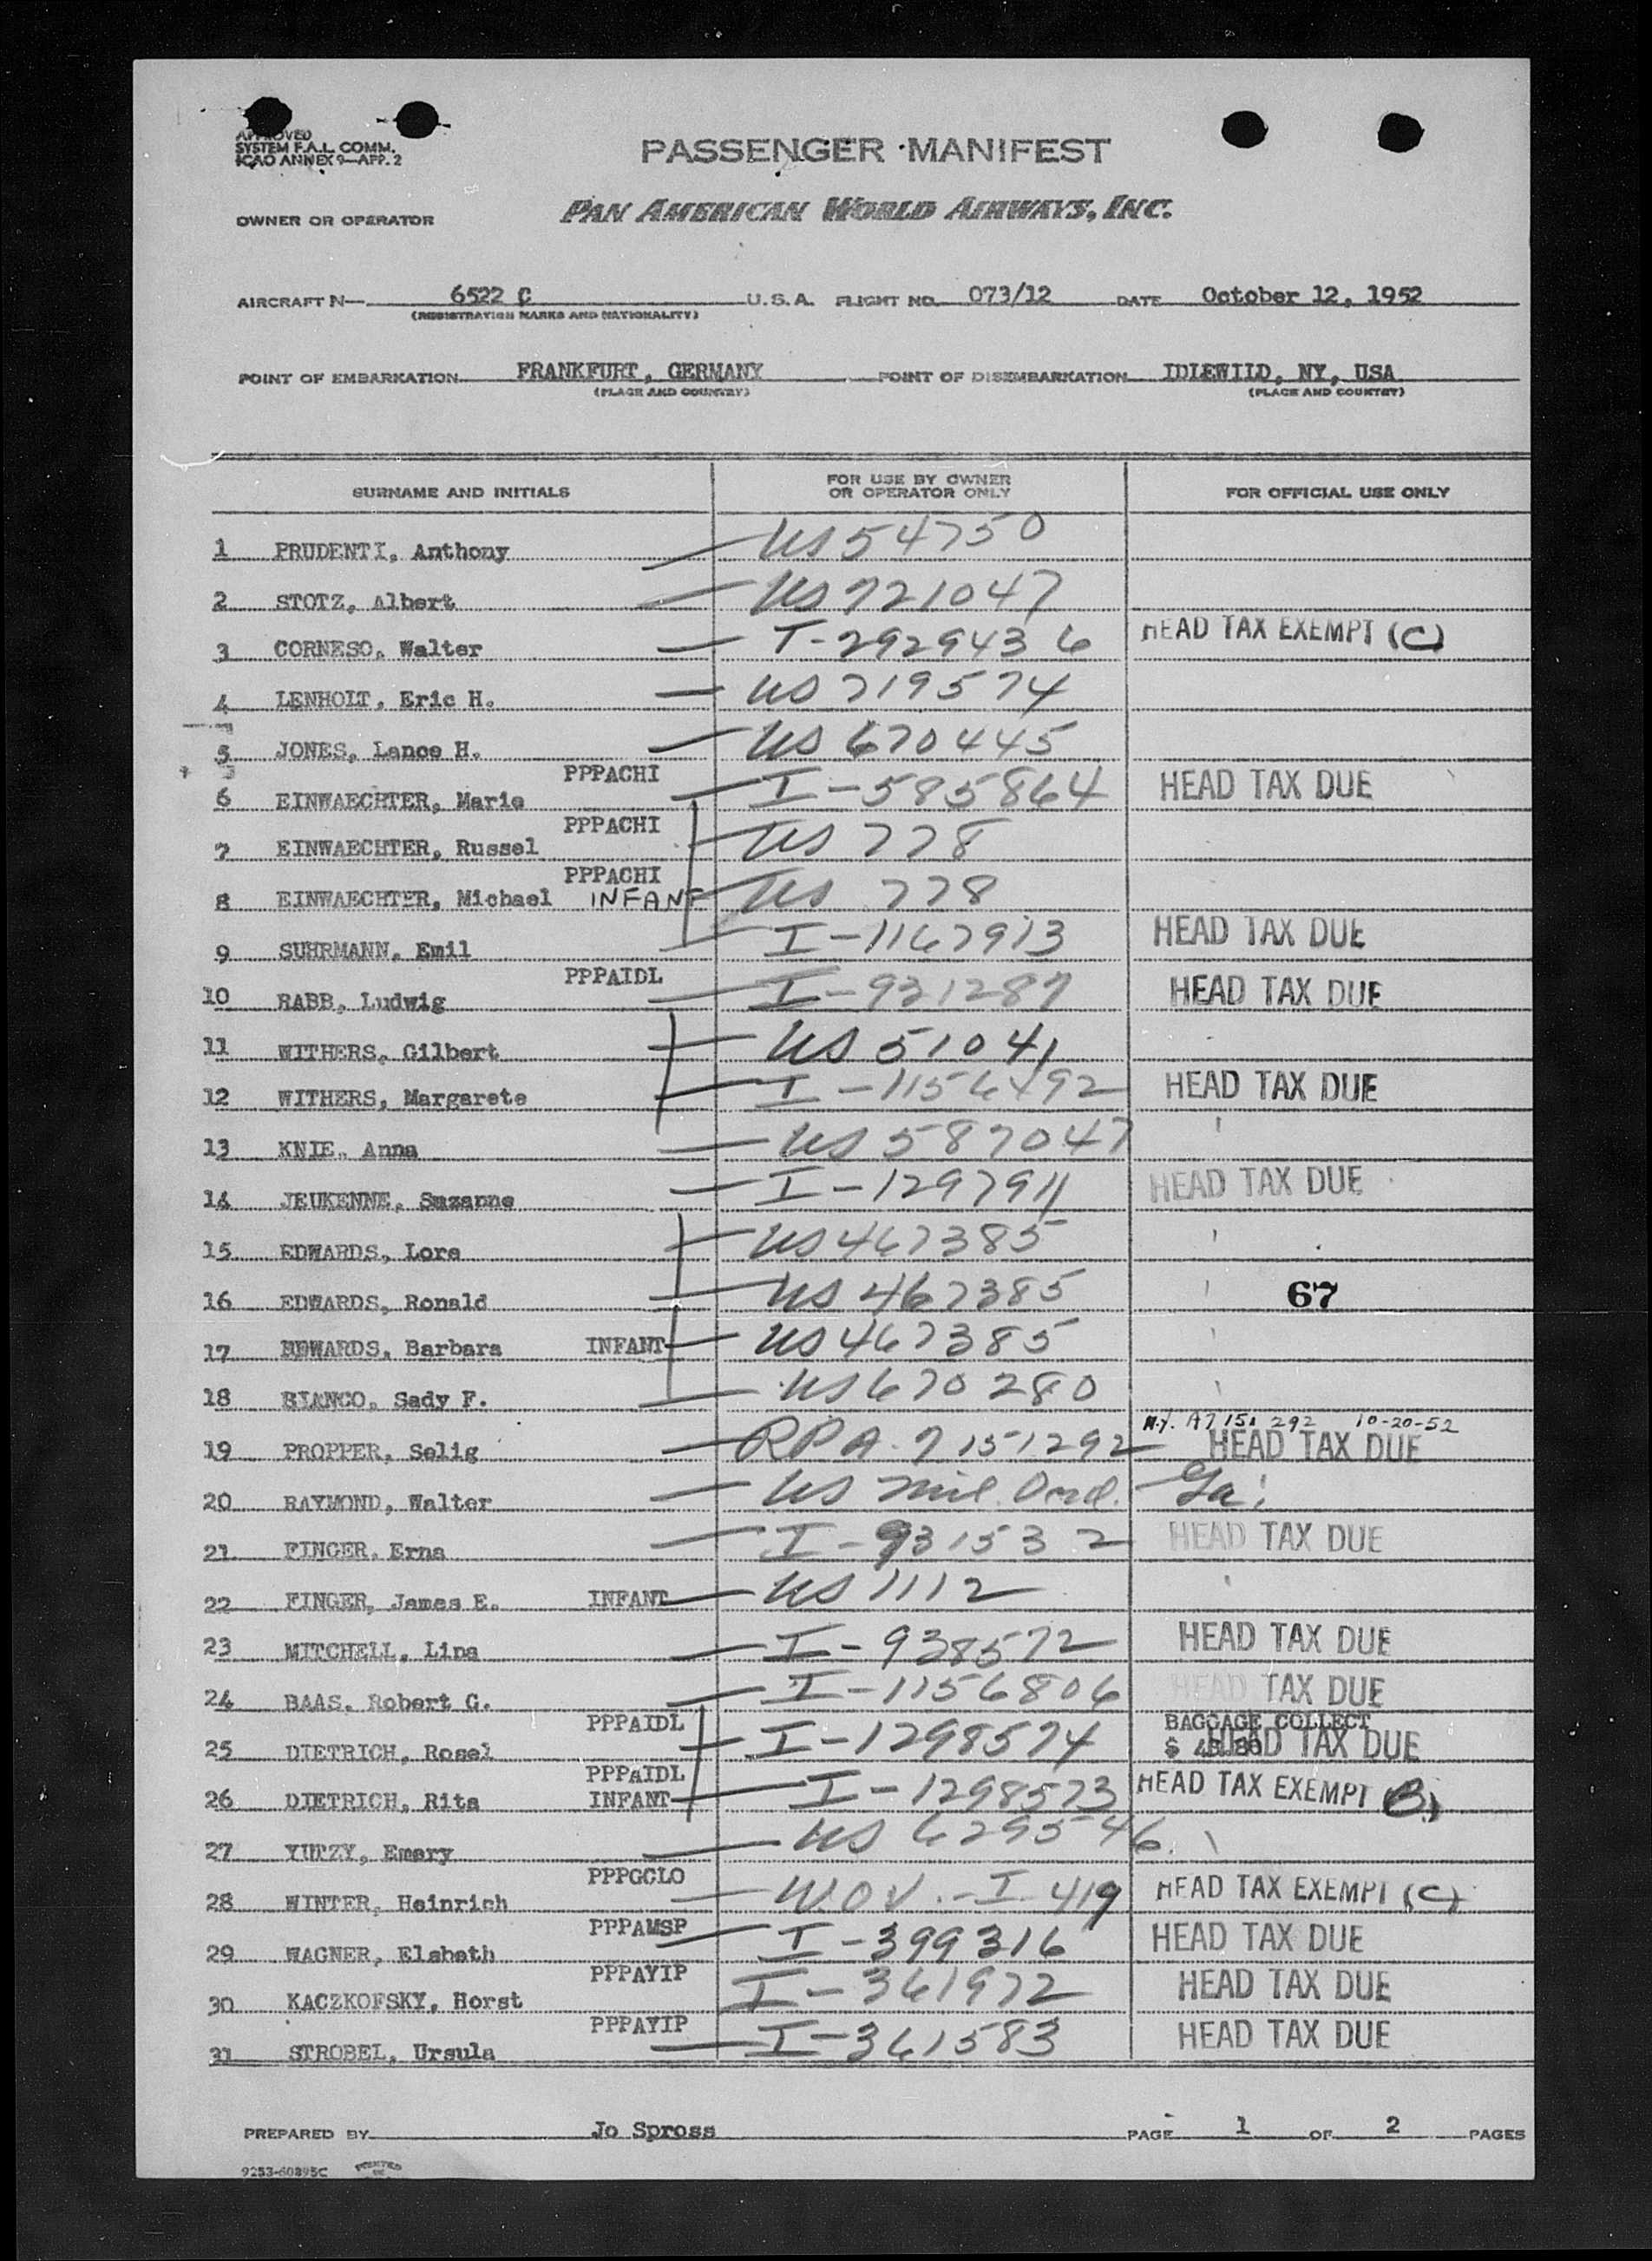 APPROVED
SYSTEM F.A.L. COMM.
ICAO ANNEX 9—APP. 2
PASSENGER MANIFEST
OWNER OR OPERATOR PAN AMERICAN WORLD AIRWAYS, INC.
AIRCRAFT N— 6522 C U.S.A. FLIGHT NO. 073/12 DATE October 12, 1952
(REGISTRATION MARKS AND NATIONALITY)
POINT OF EMBARKATION FRANKFURT, GERMANY POINT OF DISEMBARKATION IDLEWILD, NY, USA
(PLACE AND COUNTRY) (PLACE AND COUNTRY)
SURNAME AND INITIALS FOR USE BY OWNER OR OPERATOR ONLY FOR OFFICIAL USE ONLY
1 PRUDENTI, Anthony US 54750
2 STOTZ, Albert US 721047
3 CORNESO, Walter T-2929436 HEAD TAX EXEMPT (C)
4 LENHOLT, Eric H. US 719574
5 JONES, Lance H. US 670445
6 EINWAECHTER, Marie PPPACHI I-585864 HEAD TAX DUE
7 EINWAECHTER, Russel PPPACHI US 778
8 EINWAECHTER, Michael PPPACHI INFANT US 778
9 SUHRMANN, Emil I-1167913 HEAD TAX DUE
10 RABB, Ludwig PPPAIDL I-931287 HEAD TAX DUE
11 WITHERS, Gilbert US 51041
12 WITHERS, Margarete I-1156492 HEAD TAX DUE
13 KNIE, Anna US 587047
14 JEUKENNE, Suzanne I-1297911 HEAD TAX DUE
15 EDWARDS, Lore US 467385
16 EDWARDS, Ronald US 467385 67
17 EDWARDS, Barbara INFANT US 467385
18 BIANCO, Sady F. US 670280
N.Y. A7 151 292 10-20-52
19 PROPPER, Selig RPA-7151292 HEAD TAX DUE
20 RAYMOND, Walter US Mil. Ord. Ga.
21 FINGER, Erna I-931532 HEAD TAX DUE
22 FINGER, James E. INFANT US 1112
23 MITCHELL, Lina I-938572 HEAD TAX DUE
24 BAAS, Robert G. I-1156806 HEAD TAX DUE
25 DIETRICH, Rosel PPPAIDL I-1298574 BAGGAGE COLLECT $ HEAD TAX DUE
26 DIETRICH, Rita PPPAIDL INFANT I-1298573 HEAD TAX EXEMPT (B)
27 YUTZY, Emery US 629546
28 WINTER, Heinrich PPPGCLO W.O.V.-I-419 HEAD TAX EXEMPT (C)
29 WAGNER, Elsbeth PPPAMSP I-399316 HEAD TAX DUE
30 KACZKOFSKY, Horst PPPAYIP I-361972 HEAD TAX DUE
31 STROBEL, Ursula PPPAYIP I-361583 HEAD TAX DUE
PREPARED BY Jo Spross PAGE 1 OF 2 PAGES
9253-60895C PRINTED